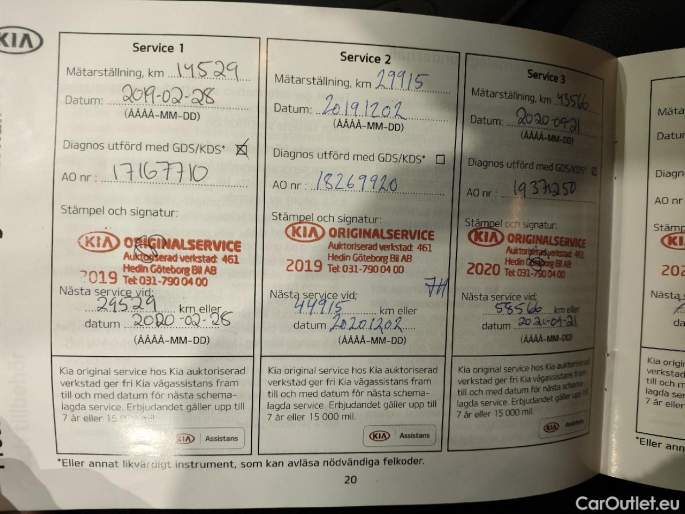 KIA
Service 1
Mätarställning, km 14529
Datum: 2019-02-28
(ÅÅÅÅ-MM-DD)
Diagnos utförd med GDS/KDS*
AO nr : 17167710
Stämpel och signatur:
KIA ORIGINALSERVICE
Auktoriserad verkstad: 461
Hedin Göteborg Bil AB
2019 Tel: 031-790 04 00
Nästa service vid:
29529 km eller
datum 2020-02-28
(ÅÅÅÅ-MM-DD)
Kia original service hos Kia auktoriserad
verkstad ger fri Kia vägassistans fram
till och med datum för nästa schema-
lagda service. Erbjudandet gäller upp till
7 år eller 15 000 mil.
KIA Assistans
Service 2
Mätarställning, km 29915
Datum: 20191202
(ÅÅÅÅ-MM-DD)
Diagnos utförd med GDS/KDS*
AO nr : 18269920
Stämpel och signatur:
KIA ORIGINALSERVICE
Auktoriserad verkstad: 461
Hedin Göteborg Bil AB
2019 Tel: 031-790 04 00
Nästa service vid:
44915 km eller
datum 20201202
(ÅÅÅÅ-MM-DD)
Kia original service hos Kia auktoriserad
verkstad ger fri Kia vägassistans fram
till och med datum för nästa schema-
lagda service. Erbjudandet gäller upp till
7 år eller 15 000 mil.
KIA Assistans
Service 3
Mätarställning, km 43566
Datum: 2020-09-21
(ÅÅÅÅ-MM-DD)
Diagnos utförd med GDS/KDS*
AO nr : 19371250
Stämpel och signatur:
KIA ORIGINALSERVICE
Auktoriserad verkstad: 461
Hedin Göteborg Bil AB
2020 Tel: 031-790 04 00
Nästa service vid:
58566 km eller
datum 2021-09-21
(ÅÅÅÅ-MM-DD)
Kia original service hos Kia auktoriserad
verkstad ger fri Kia vägassistans fram
till och med datum för nästa schema-
lagda service. Erbjudandet gäller upp till
7 år eller 15 000 mil.
KIA Assistans
*Eller annat likvärdigt instrument, som kan avläsa nödvändiga felkoder.
20
AO nr
*Eller
CarOutlet.eu